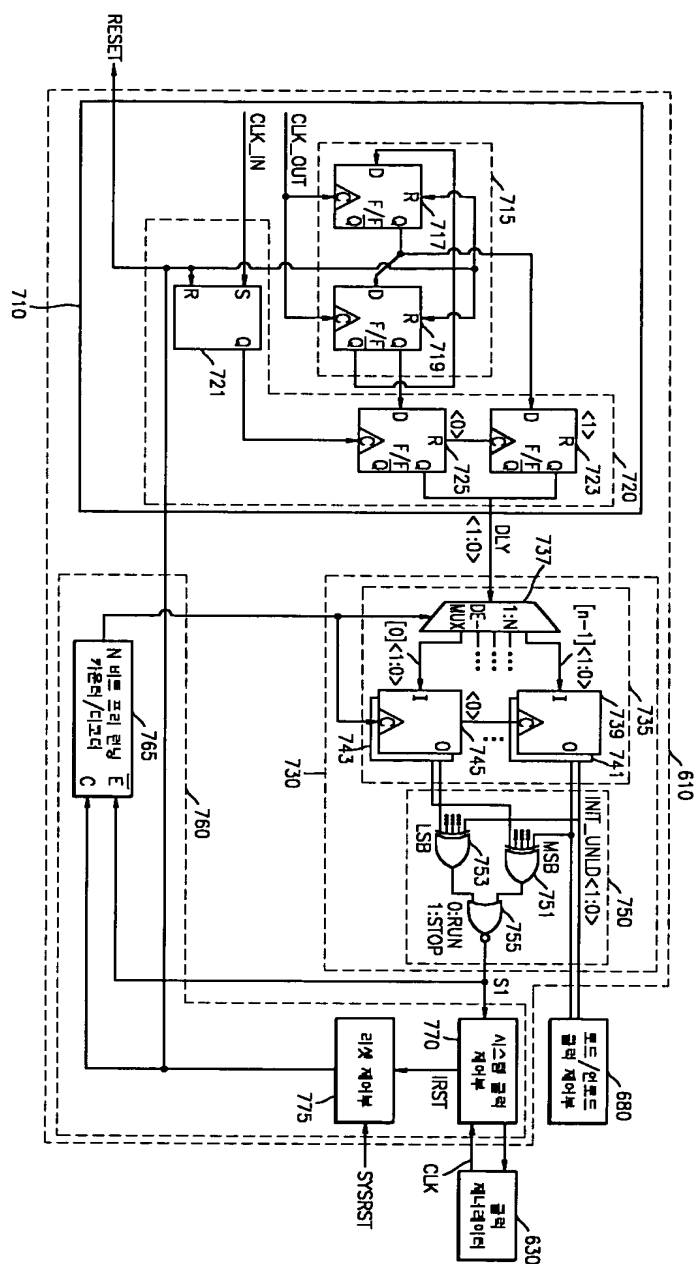 RESET
710
CLK_IN
CLK_OUT
715
D
R
C
F/F
Q
Q
717
D
R
C
F/F
Q
Q
719
S
R
Q
721
D
R
C
F/F
Q
Q
<0>
725
D
R
C
F/F
Q
Q
<1>
723
720
DLY
<1:0>
737
1:N
DE-
MUX
[n-1]<1:0>
[0]<1:0>
I
C
O
739
741
735
<0>
I
C
O
743
745
730
610
INIT_UNLD<1:0>
750
MSB
751
LSB
753
755
0:RUN
1:STOP
S1
N 비트 프리 런닝
카운터/디코더
E
C
765
760
시스템 클럭
제어부
770
IRST
리셋 제어부
775
SYSRST
CLK
로드/언로드
클럭 제어부
680
클럭
제너레이터
630